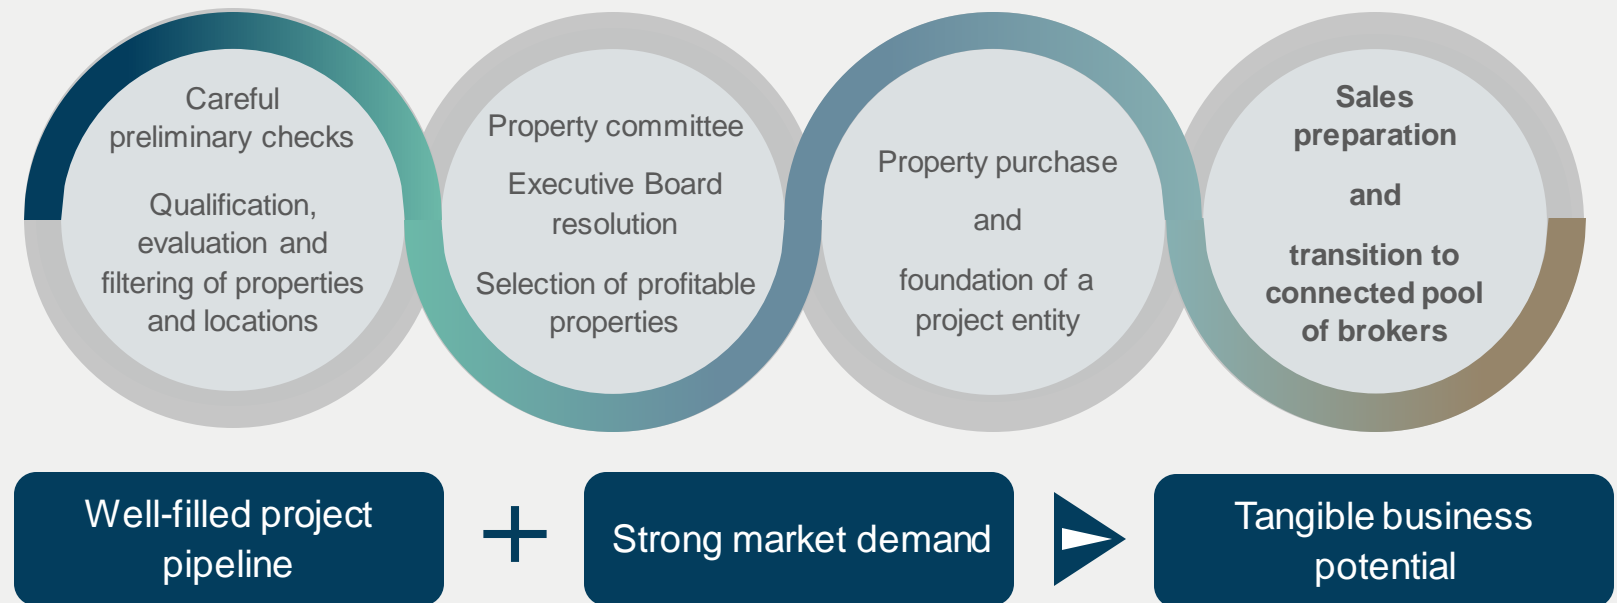 Careful
preliminary checks
Qualification,
evaluation and
filtering of properties
and locations
Property committee
Executive Board
resolution
Selection of profitable
properties
Property purchase
and
foundation of a
project entity
Sales
preparation
and
transition to
connected pool
of brokers
Well-filled project
pipeline
+
Strong market demand
Tangible business
potential